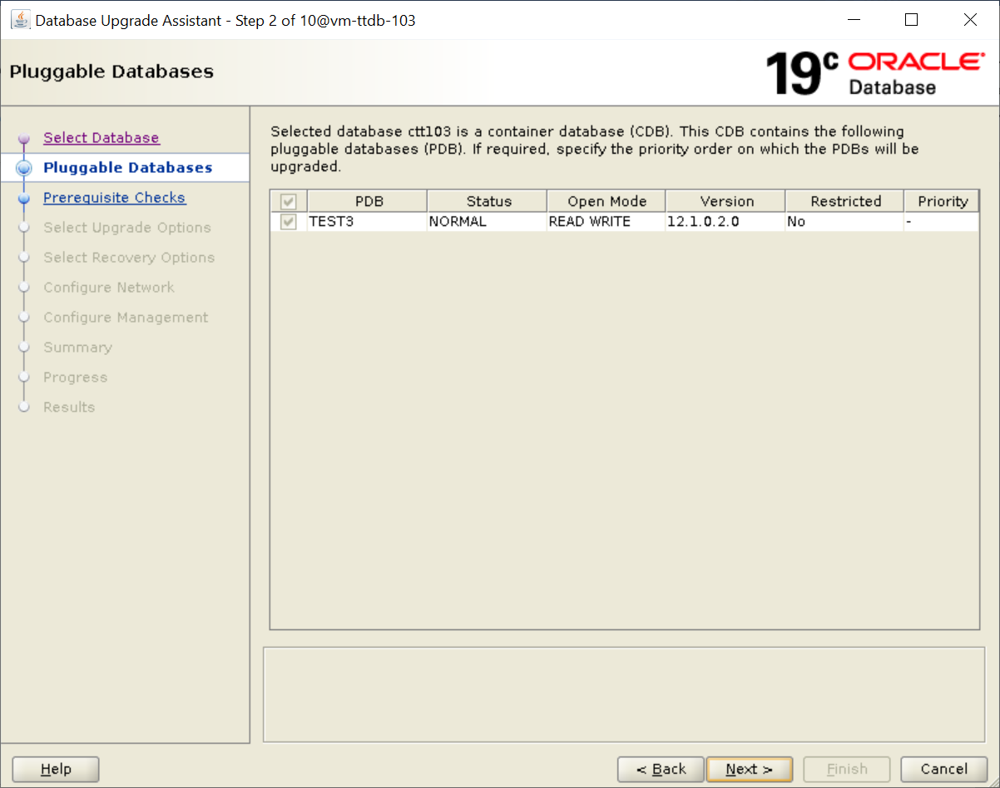 Database Upgrade Assistant - Step 2 of 10@vm-ttdb-103
Pluggable Databases
19c ORACLE
Database
Select Database
Pluggable Databases
Prerequisite Checks
Select Upgrade Options
Select Recovery Options
Configure Network
Configure Management
Summary
Progress
Results
Selected database ctt103 is a container database (CDB). This CDB contains the following
pluggable databases (PDB). If required, specify the priority order on which the PDBs will be
upgraded.
PDB Status Open Mode Version Restricted Priority
TEST3 NORMAL READ WRITE 12.1.0.2.0 No -
Help < Back Next > Finish Cancel